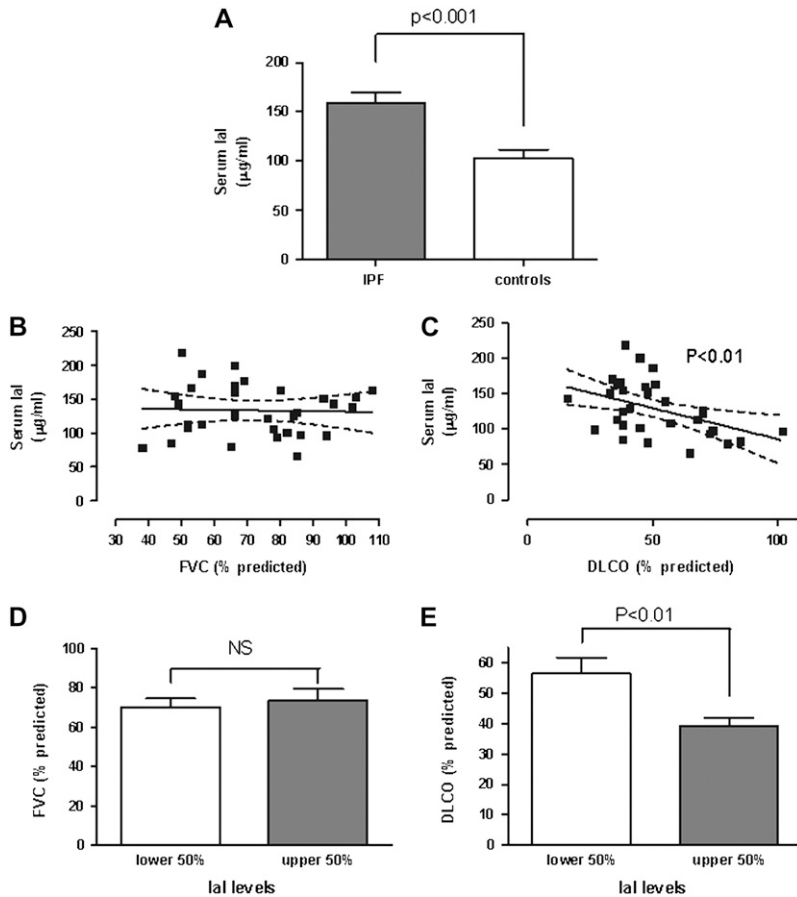 A
p<0.001
Serum IaI
(µg/ml)
200
150
100
50
0
IPF
controls
B
Serum IaI
(µg/ml)
250
200
150
100
50
0
30 40 50 60 70 80 90 100 110
FVC (% predicted)
C
P<0.01
Serum IaI
(µg/ml)
250
200
150
100
50
0
0 50 100
DLCO (% predicted)
D
NS
FVC (% predicted)
100
80
60
40
20
0
lower 50%
upper 50%
IaI levels
E
P<0.01
DLCO (% predicted)
60
50
40
30
20
10
0
lower 50%
upper 50%
IaI levels